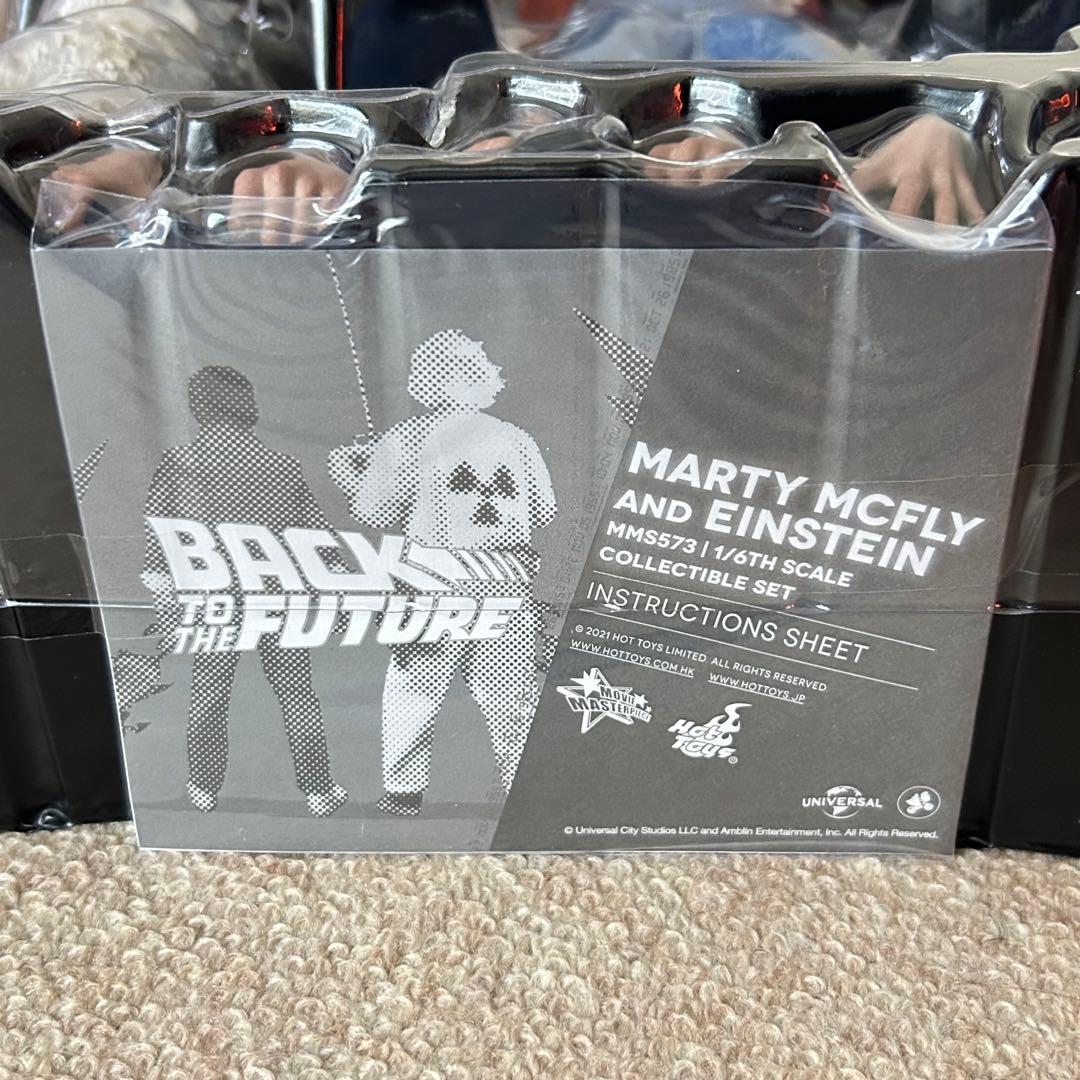 BACK
TO THE FUTURE
MARTY MCFLY
AND EINSTEIN
MMS573 | 1/6TH SCALE
COLLECTIBLE SET
INSTRUCTIONS SHEET
© 2021 HOT TOYS LIMITED. ALL RIGHTS RESERVED.
WWW.HOTTOYS.COM.HK WWW.HOTTOYS.JP
MOVIE
MASTERPIECE
HOT
TOYS®
UNIVERSAL
© Universal City Studios LLC and Amblin Entertainment, Inc. All Rights Reserved.